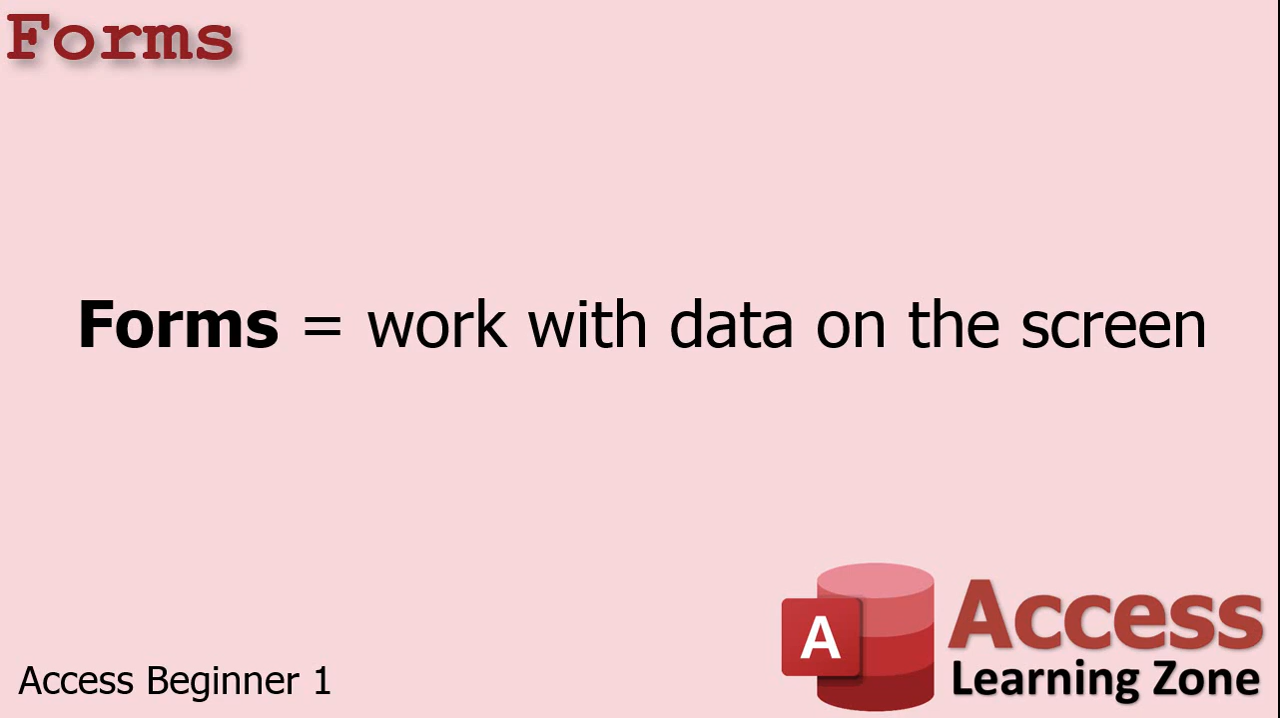 Forms
Forms = work with data on the screen
A
Access
Learning Zone
Access Beginner 1